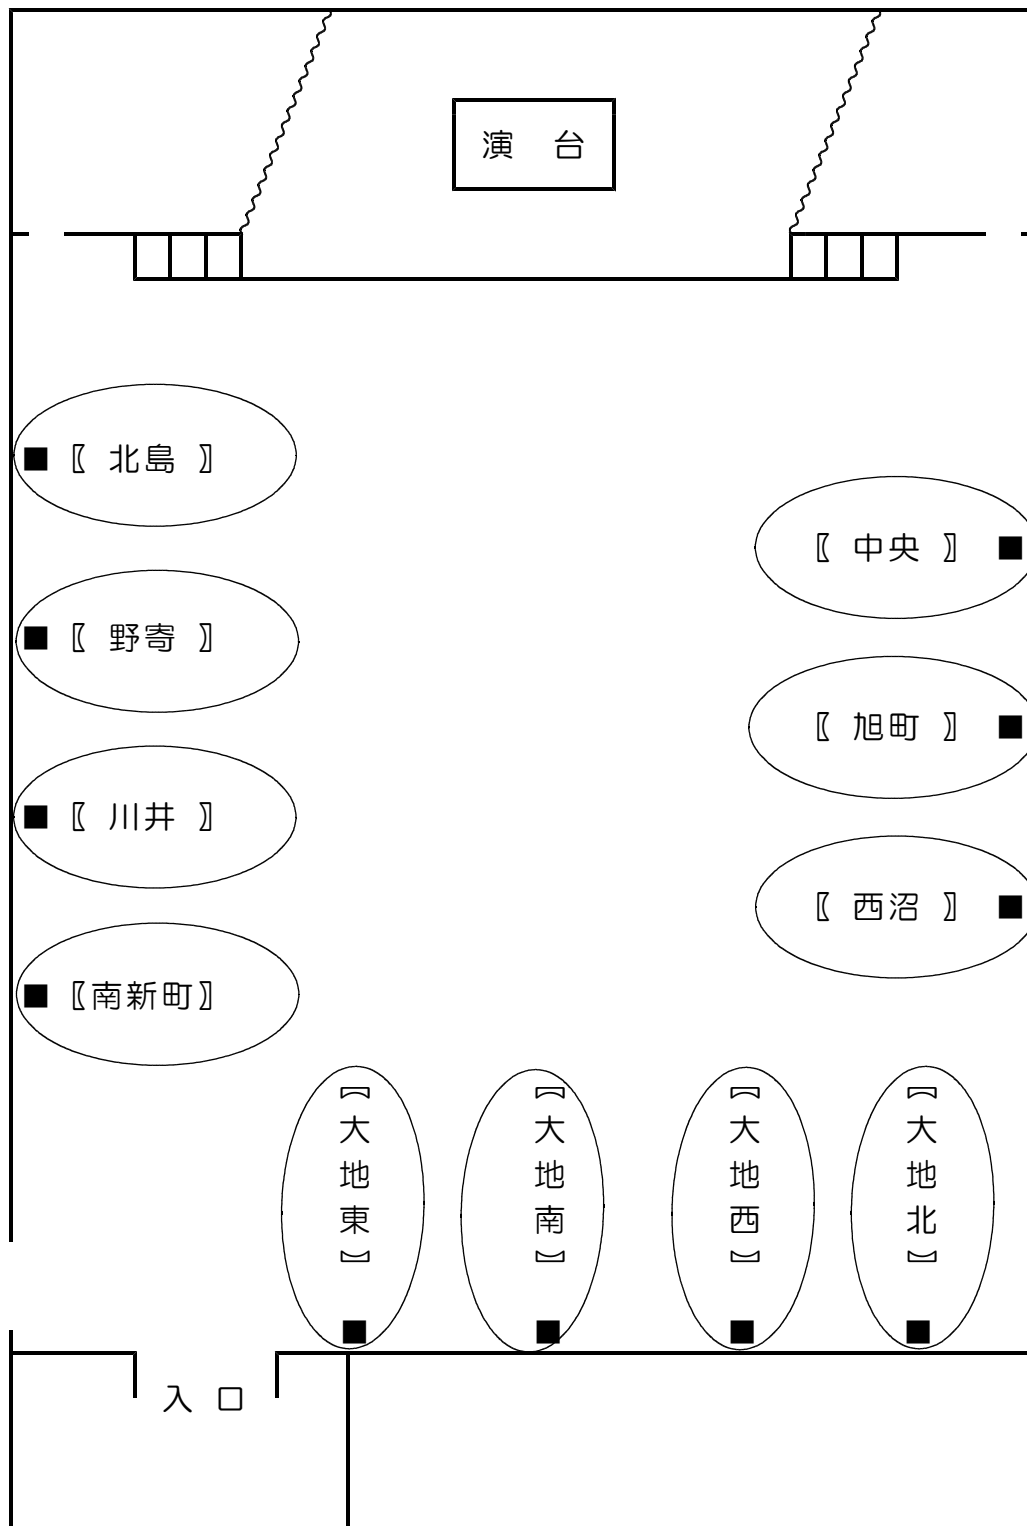 演　台
■〖 北島 〗
〖 中央 〗■
■〖 野寄 〗
〖 旭町 〗■
■〖 川井 〗
〖 西沼 〗■
■〖南新町〗
〖大地東〗■
〖大地南〗■
〖大地西〗■
〖大地北〗■
入 口